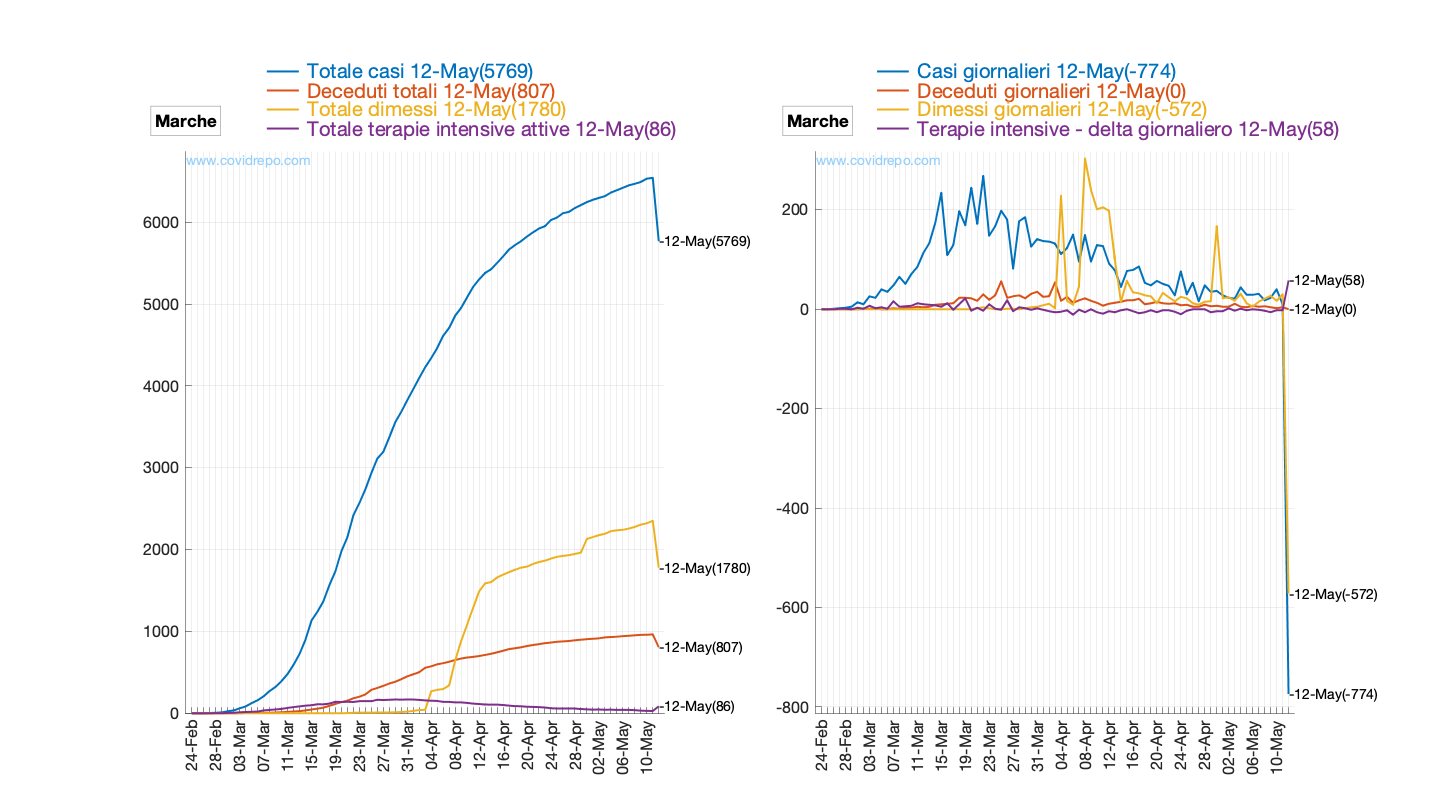 Totale casi 12-May(5769)
Deceduti totali 12-May(807)
Totale dimessi 12-May(1780)
Totale terapie intensive attive 12-May(86)
Marche
www.covidrepo.com
6000
5000
4000
3000
2000
1000
0
12-May(5769)
12-May(1780)
12-May(807)
12-May(86)
24-Feb
28-Feb
03-Mar
07-Mar
11-Mar
15-Mar
19-Mar
23-Mar
27-Mar
31-Mar
04-Apr
08-Apr
12-Apr
16-Apr
20-Apr
24-Apr
28-Apr
02-May
06-May
10-May
Casi giornalieri 12-May(-774)
Deceduti giornalieri 12-May(0)
Dimessi giornalieri 12-May(-572)
Terapie intensive - delta giornaliero 12-May(58)
Marche
www.covidrepo.com
200
0
-200
-400
-600
-800
12-May(58)
12-May(0)
12-May(-572)
12-May(-774)
24-Feb
28-Feb
03-Mar
07-Mar
11-Mar
15-Mar
19-Mar
23-Mar
27-Mar
31-Mar
04-Apr
08-Apr
12-Apr
16-Apr
20-Apr
24-Apr
28-Apr
02-May
06-May
10-May